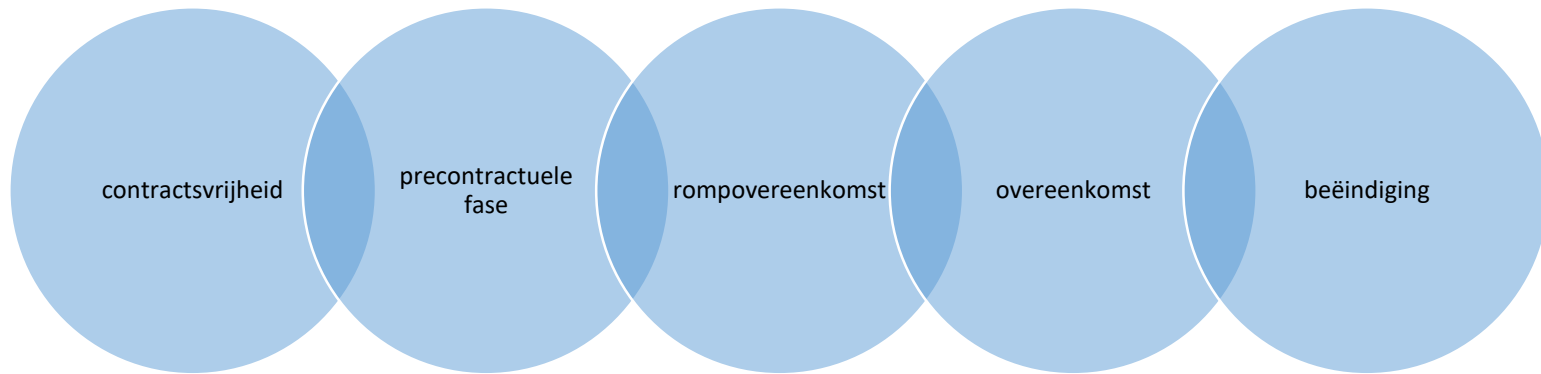 contractsvrijheid
precontractuele
fase
rompovereenkomst
overeenkomst
beëindiging